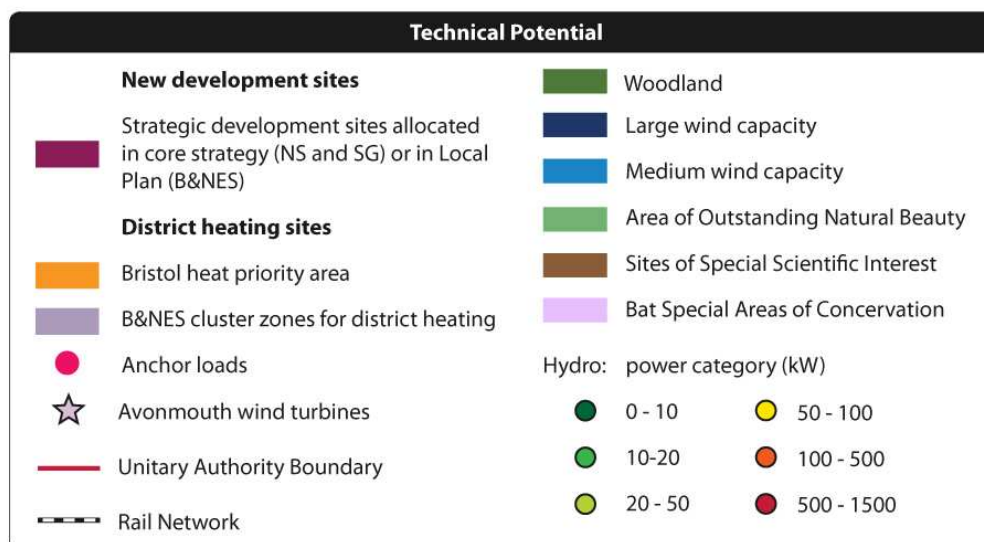 Technical Potential
New development sites
Strategic development sites allocated
in core strategy (NS and SG) or in Local
Plan (B&NES)
District heating sites
Bristol heat priority area
B&NES cluster zones for district heating
Anchor loads
Avonmouth wind turbines
Unitary Authority Boundary
Rail Network
Woodland
Large wind capacity
Medium wind capacity
Area of Outstanding Natural Beauty
Sites of Special Scientific Interest
Bat Special Areas of Concervation
Hydro: power category (kW)
0 - 10
10-20
20 - 50
50 - 100
100 - 500
500 - 1500